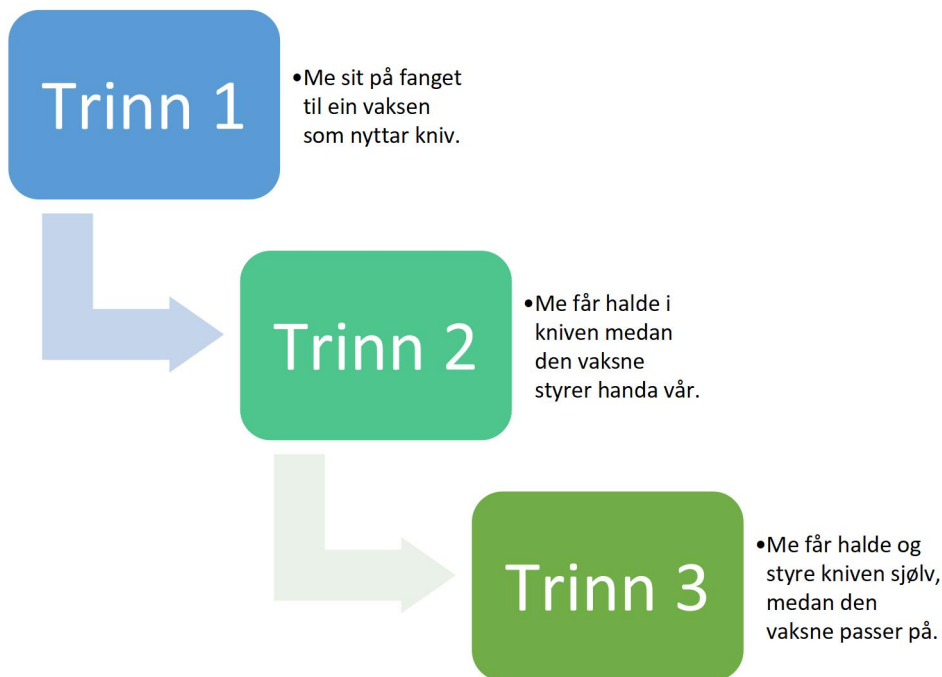 Trinn 1
•Me sit på fanget
til ein vaksen
som nyttar kniv.
Trinn 2
•Me får halde i
kniven medan
den vaksne
styrer handa vår.
Trinn 3
•Me får halde og
styre kniven sjølv,
medan den
vaksne passer på.